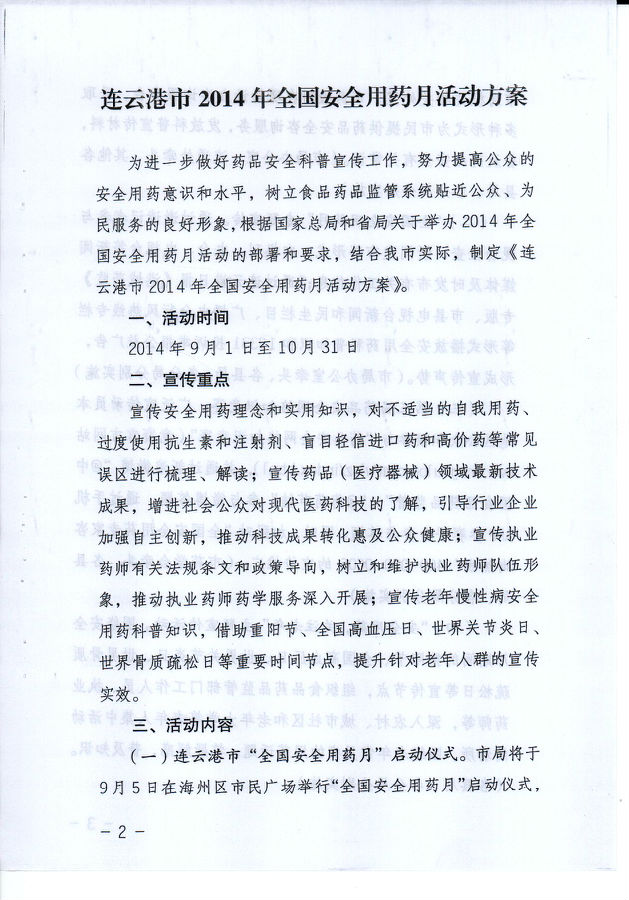 连云港市 2014 年全国安全用药月活动方案
为进一步做好药品安全科普宣传工作，努力提高公众的
安全用药意识和水平，树立食品药品监管系统贴近公众、为
民服务的良好形象，根据国家总局和省局关于举办 2014 年全
国安全用药月活动的部署和要求，结合我市实际，制定《连
云港市 2014 年全国安全用药月活动方案》。
一、活动时间
2014 年 9 月 1 日至 10 月 31 日
二、宣传重点
宣传安全用药理念和实用知识，对不适当的自我用药、
过度使用抗生素和注射剂、盲目轻信进口药和高价药等常见
误区进行梳理、解读；宣传药品（医疗器械）领域最新技术
成果，增进社会公众对现代医药科技的了解，引导行业企业
加强自主创新，推动科技成果转化惠及公众健康；宣传执业
药师有关法规条文和政策导向，树立和维护执业药师队伍形
象，推动执业药师药学服务深入开展；宣传老年慢性病安全
用药科普知识，借助重阳节、全国高血压日、世界关节炎日、
世界骨质疏松日等重要时间节点，提升针对老年人群的宣传
实效。
三、活动内容
（一）连云港市“全国安全用药月”启动仪式。市局将于
9 月 5 日在海州区市民广场举行“全国安全用药月”启动仪式，
- 2 -